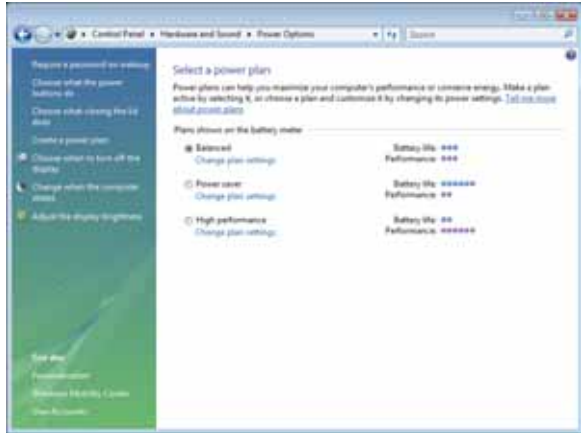 Control Panel ▸ Hardware and Sound ▸ Power Options
Search
Require a password on wakeup
Choose what the power
buttons do
Choose what closing the lid
does
Create a power plan
Choose when to turn off the
display
Change when the computer
sleeps
Adjust the display brightness
Select a power plan
Power plans can help you maximize your computer's performance or conserve energy. Make a plan
active by selecting it, or choose a plan and customize it by changing its power settings. Tell me more
about power plans
Plans shown on the battery meter
Balanced
Battery life:
Change plan settings
Performance:
Power saver
Battery life:
Change plan settings
Performance:
High performance
Battery life:
Change plan settings
Performance:
See also
Personalization
Windows Mobility Center
User Accounts